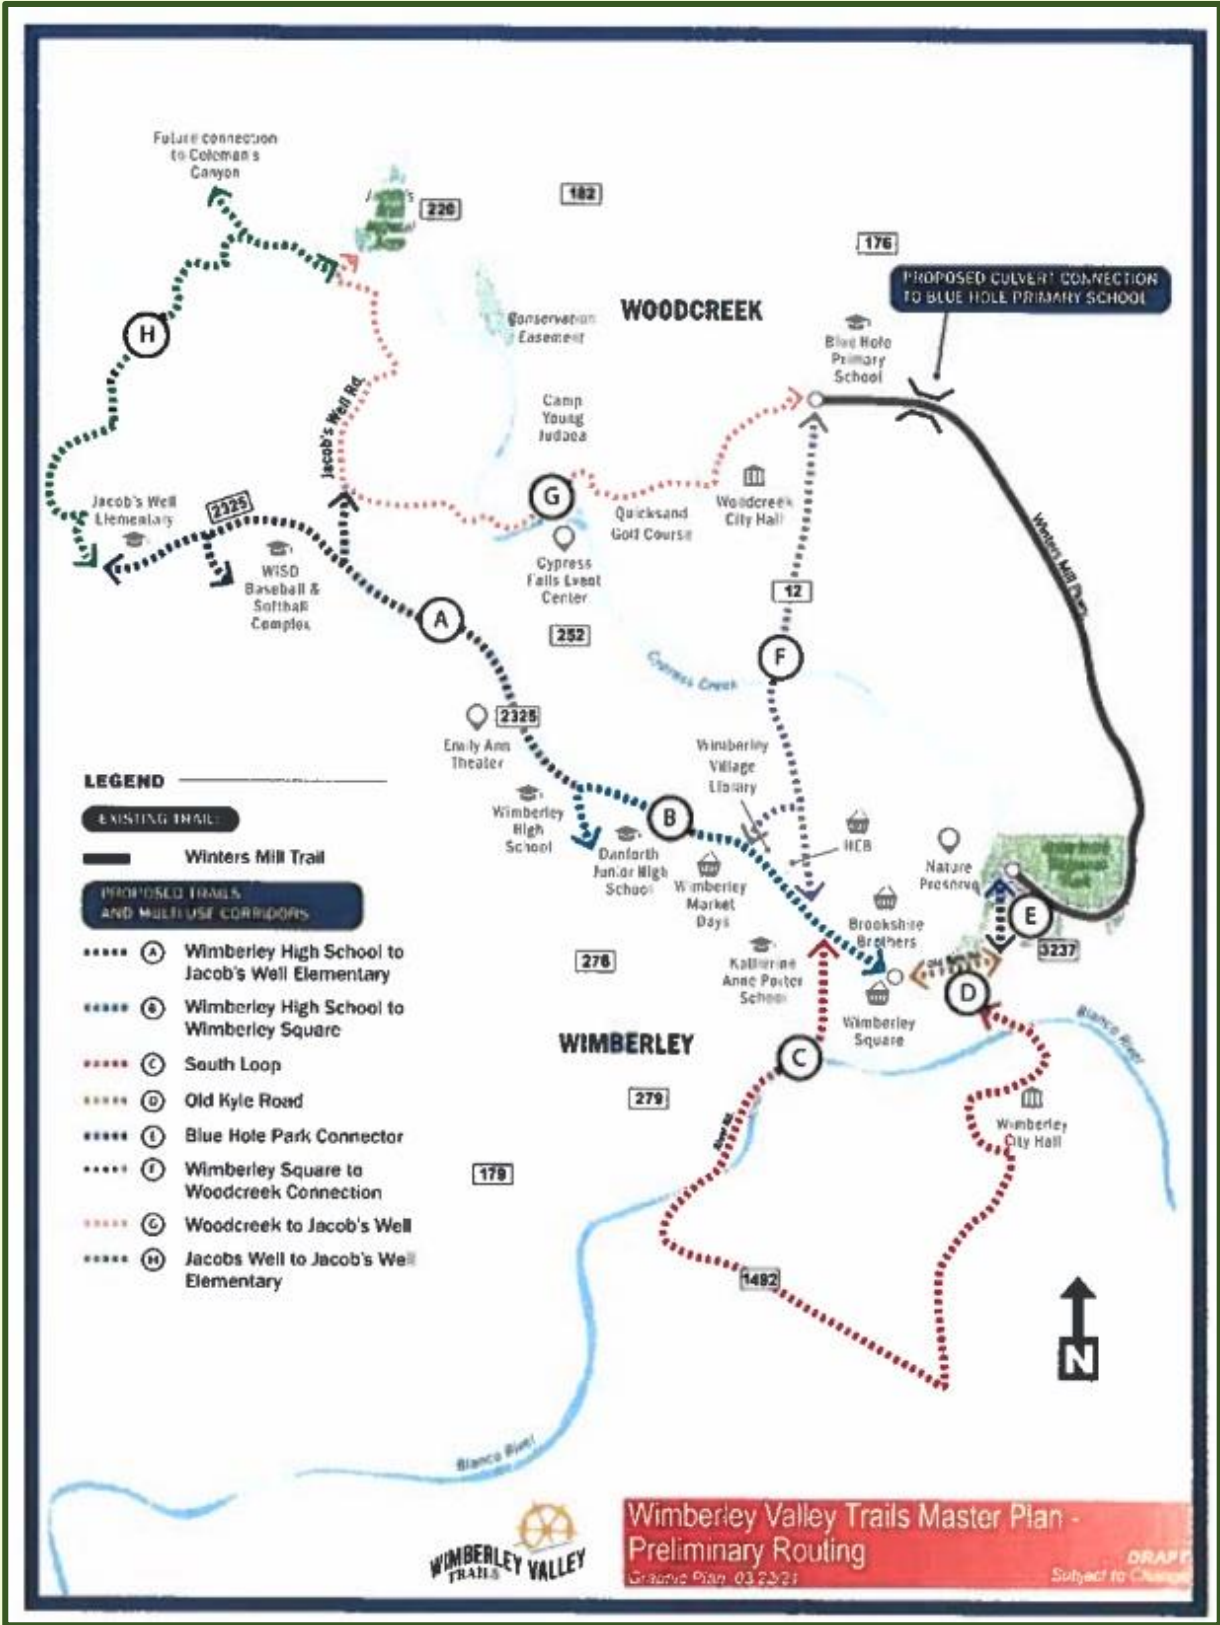 Future connection
to Coleman's
Canyon
220
182
176
PROPOSED CULVERT CONNECTION
TO BLUE HOLE PRIMARY SCHOOL
WOODCREEK
Conservation
Easement
Blue Hole
Primary
School
H
Jacob's Well Rd.
Camp
Young
Judaea
G
Woodcreek
City Hall
Quicksand
Golf Course
Jacob's Well
Elementary
2325
WISD
Baseball &
Softball
Complex
Cypress
Falls Event
Center
252
A
12
F
Cypress Creek
2325
Emily Ann
Theater
Wimberley
Village
Library
Wimberley
High
School
B
Danforth
Junior High
School
Wimberley
Market
Days
HEB
Nature
Preserve
Brookshire
Brothers
E
3237
276
Katherine
Anne Porter
School
D
Wimberley
Square
WIMBERLEY
C
Blanco River
279
River Rd.
Wimberley
City Hall
179
1492
LEGEND
EXISTING TRAIL
Winters Mill Trail
PROPOSED TRAILS
AND MULTI USE CORRIDORS
A Wimberley High School to
Jacob's Well Elementary
B Wimberley High School to
Wimberley Square
C South Loop
D Old Kyle Road
E Blue Hole Park Connector
F Wimberley Square to
Woodcreek Connection
G Woodcreek to Jacob's Well
H Jacobs Well to Jacob's Well
Elementary
N
Blanco River
WIMBERLEY VALLEY
TRAILS
Wimberley Valley Trails Master Plan -
Preliminary Routing
Graphic Plan
DRAFT
Subject to Change